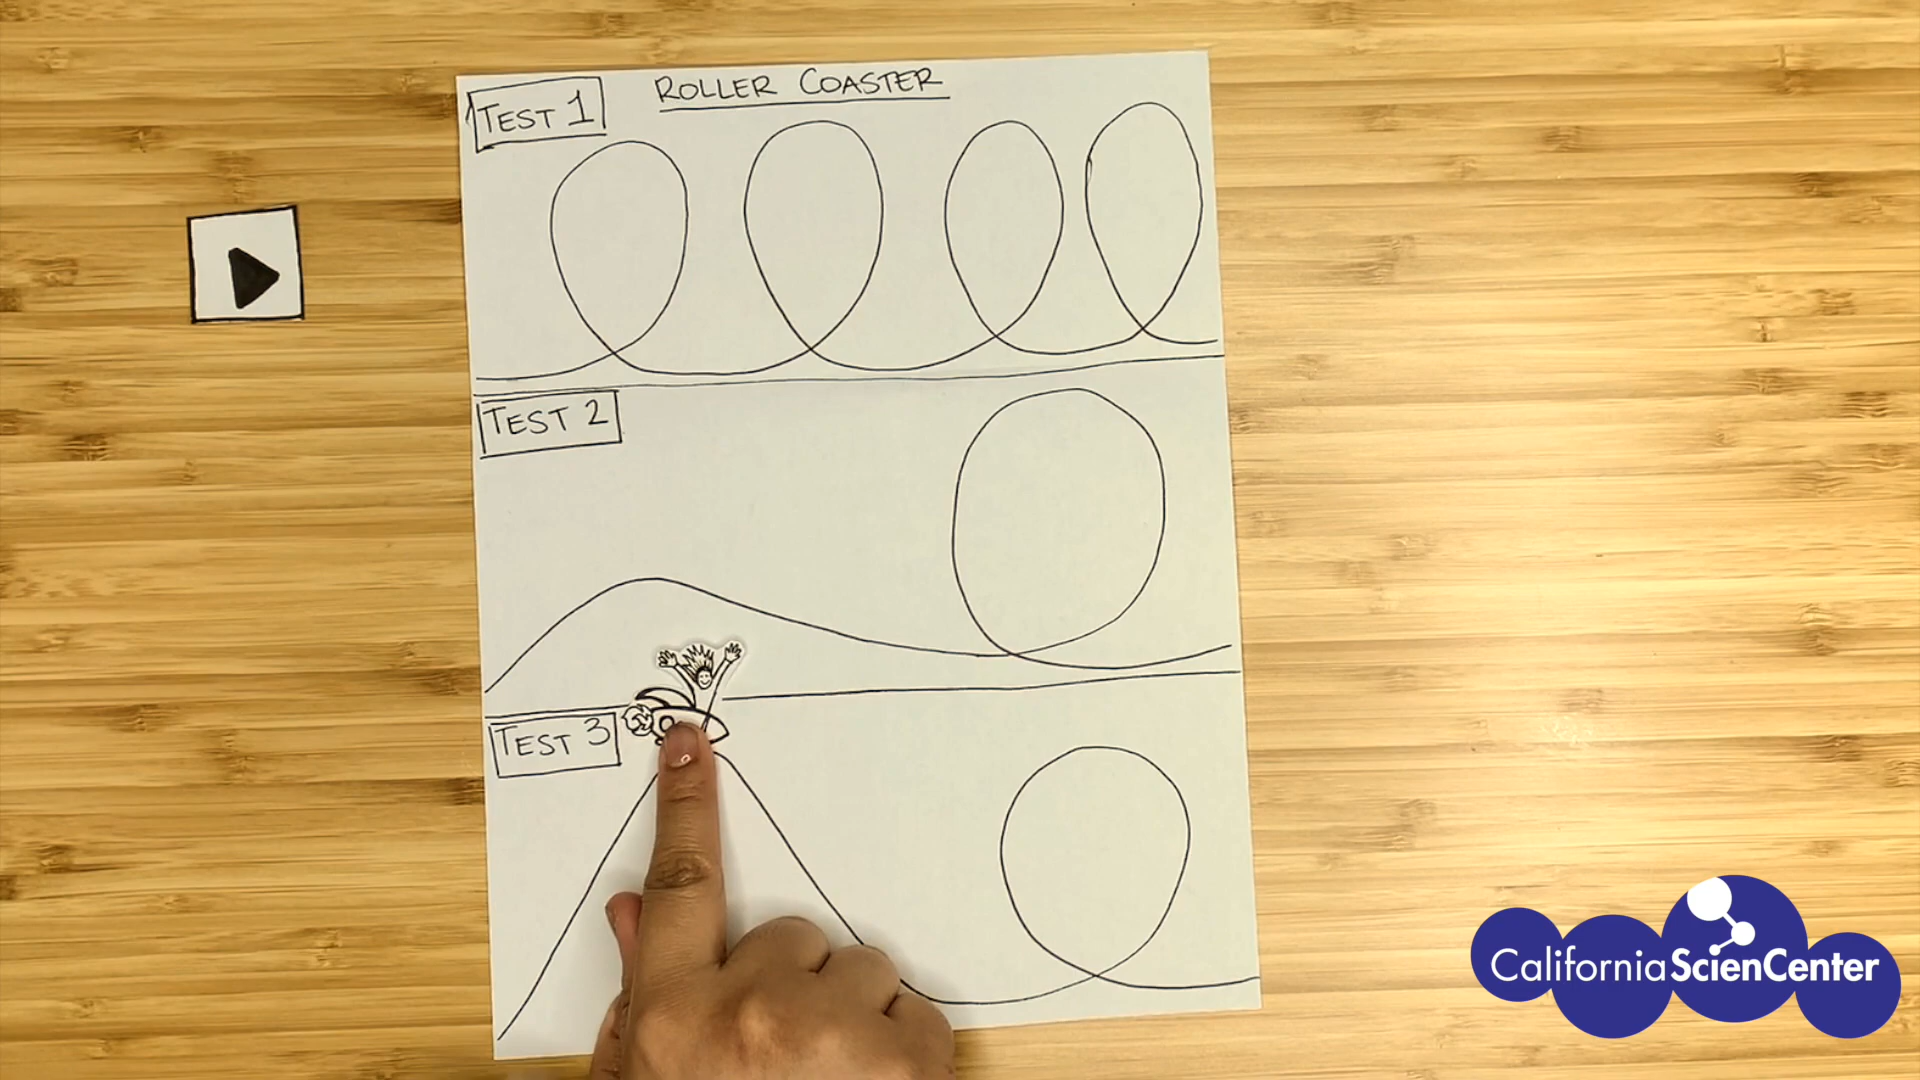 ROLLER COASTER
TEST 1
TEST 2
TEST 3
California ScienCenter